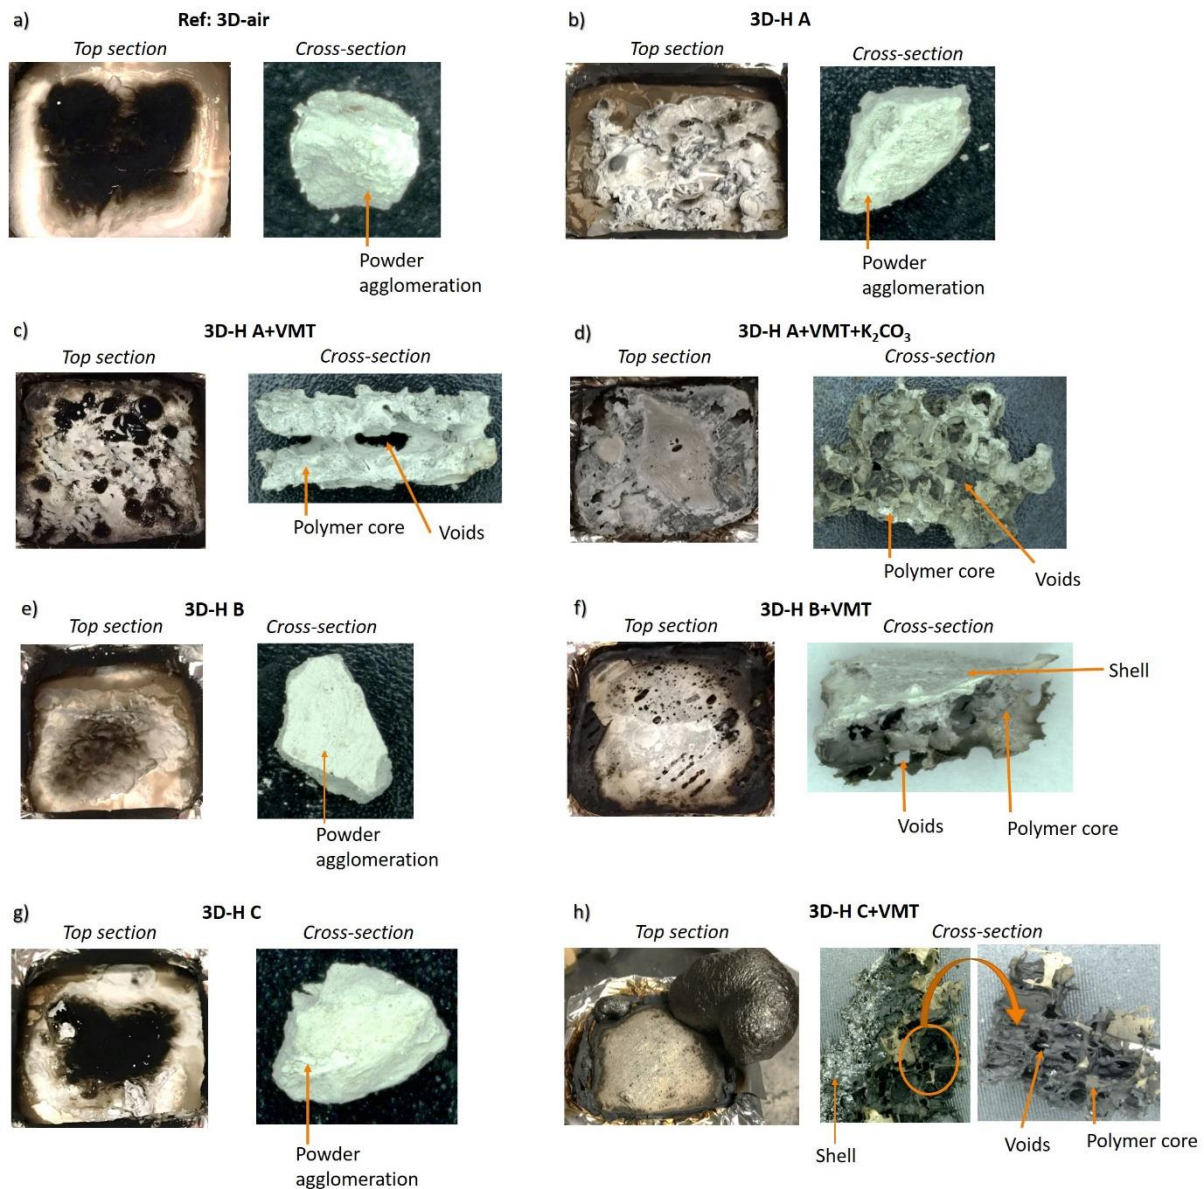 a)
Ref: 3D-air
Top section
Cross-section
Powder
agglomeration
b)
3D-H A
Top section
Cross-section
Powder
agglomeration
c)
3D-H A+VMT
Top section
Cross-section
Polymer core
Voids
d)
3D-H A+VMT+K₂CO₃
Top section
Cross-section
Polymer core
Voids
e)
3D-H B
Top section
Cross-section
Powder
agglomeration
f)
3D-H B+VMT
Top section
Cross-section
Shell
Voids
Polymer core
g)
3D-H C
Top section
Cross-section
Powder
agglomeration
h)
3D-H C+VMT
Top section
Cross-section
Shell
Voids
Polymer core